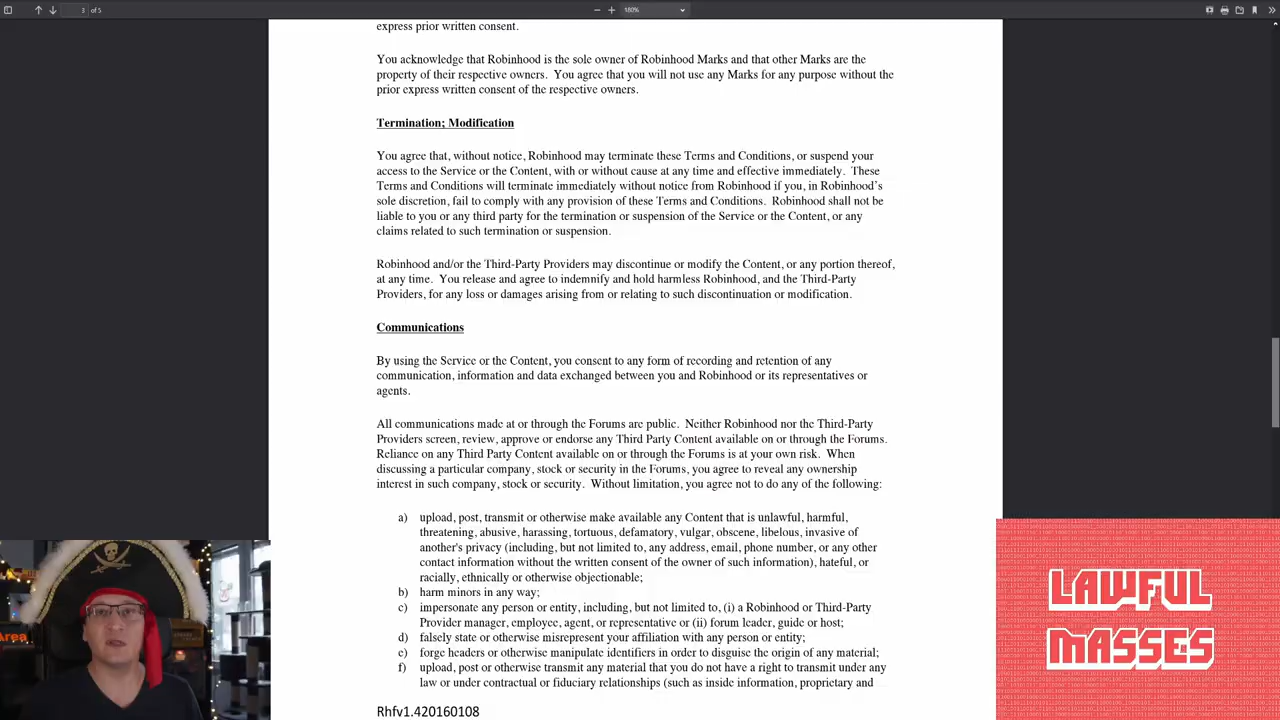 3 of 5
180%
express prior written consent.
You acknowledge that Robinhood is the sole owner of Robinhood Marks and that other Marks are the
property of their respective owners.  You agree that you will not use any Marks for any purpose without the
prior express written consent of the respective owners.
Termination; Modification
You agree that, without notice, Robinhood may terminate these Terms and Conditions, or suspend your
access to the Service or the Content, with or without cause at any time and effective immediately.  These
Terms and Conditions will terminate immediately without notice from Robinhood if you, in Robinhood's
sole discretion, fail to comply with any provision of these Terms and Conditions.  Robinhood shall not be
liable to you or any third party for the termination or suspension of the Service or the Content, or any
claims related to such termination or suspension.
Robinhood and/or the Third-Party Providers may discontinue or modify the Content, or any portion thereof,
at any time.  You release and agree to indemnify and hold harmless Robinhood, and the Third-Party
Providers, for any loss or damages arising from or relating to such discontinuation or modification.
Communications
By using the Service or the Content, you consent to any form of recording and retention of any
communication, information and data exchanged between you and Robinhood or its representatives or
agents.
All communications made at or through the Forums are public.  Neither Robinhood nor the Third-Party
Providers screen, review, approve or endorse any Third Party Content available on or through the Forums.
Reliance on any Third Party Content available on or through the Forums is at your own risk.  When
discussing a particular company, stock or security in the Forums, you agree to reveal any ownership
interest in such company, stock or security.  Without limitation, you agree not to do any of the following:
a) upload, post, transmit or otherwise make available any Content that is unlawful, harmful,
threatening, abusive, harassing, tortuous, defamatory, vulgar, obscene, libelous, invasive of
another's privacy (including, but not limited to, any address, email, phone number, or any other
contact information without the written consent of the owner of such information), hateful, or
racially, ethnically or otherwise objectionable;
b) harm minors in any way;
c) impersonate any person or entity, including, but not limited to, (i) a Robinhood or Third-Party
Provider manager, employee, agent, or representative or (ii) forum leader, guide or host;
d) falsely state or otherwise misrepresent your affiliation with any person or entity;
e) forge headers or otherwise manipulate identifiers in order to disguise the origin of any material;
f) upload, post or otherwise transmit any material that you do not have a right to transmit under any
law or under contractual or fiduciary relationships (such as inside information, proprietary and
Rhfv1.420160108
Area
LAWFUL
MASSES